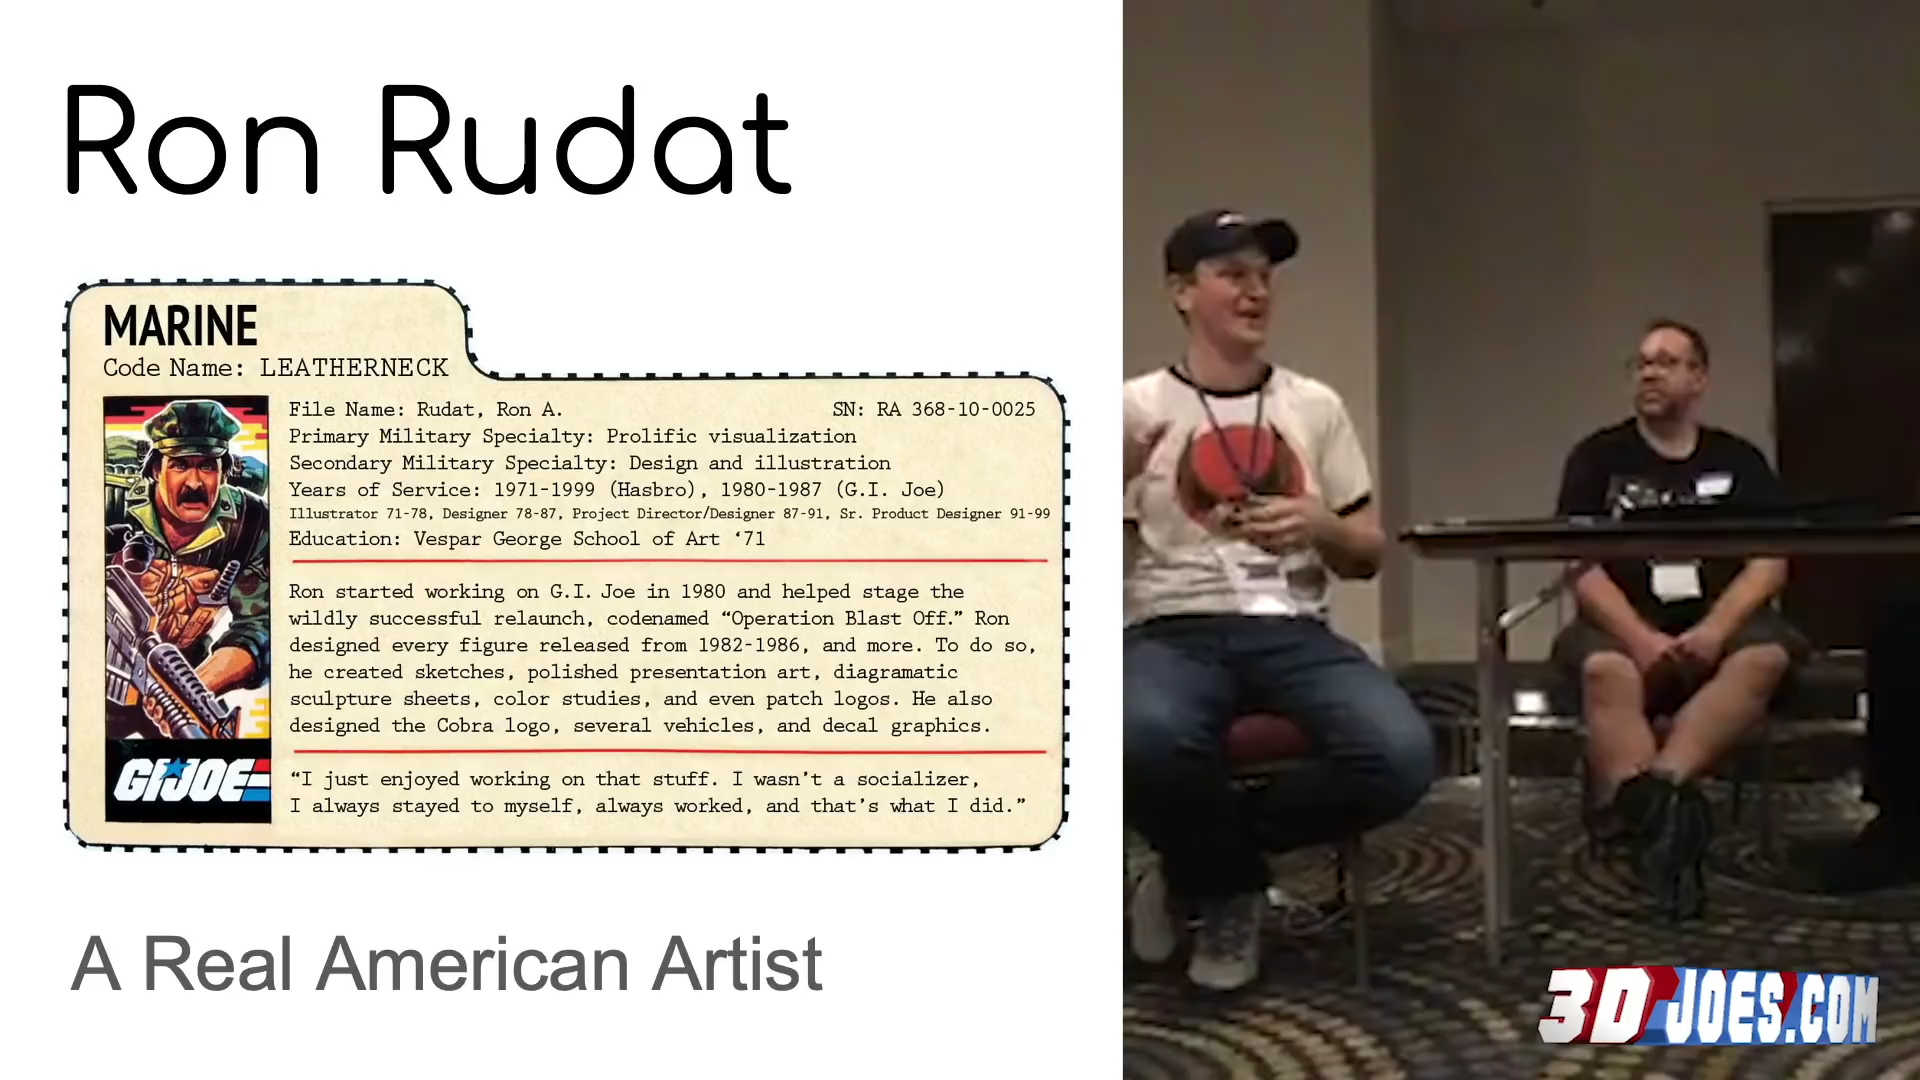 Ron Rudat
MARINE
Code Name: LEATHERNECK
File Name: Rudat, Ron A.
SN: RA 368-10-0025
Primary Military Specialty: Prolific visualization
Secondary Military Specialty: Design and illustration
Years of Service: 1971-1999 (Hasbro), 1980-1987 (G.I. Joe)
Illustrator 71-78, Designer 78-87, Project Director/Designer 87-91, Sr. Product Designer 91-99
Education: Vespar George School of Art ‘71
Ron started working on G.I. Joe in 1980 and helped stage the
wildly successful relaunch, codenamed “Operation Blast Off.” Ron
designed every figure released from 1982-1986, and more. To do so,
he created sketches, polished presentation art, diagramatic
sculpture sheets, color studies, and even patch logos. He also
designed the Cobra logo, several vehicles, and decal graphics.
“I just enjoyed working on that stuff. I wasn’t a socializer,
I always stayed to myself, always worked, and that’s what I did.”
GIJOE
A Real American Artist
3DJOES.COM